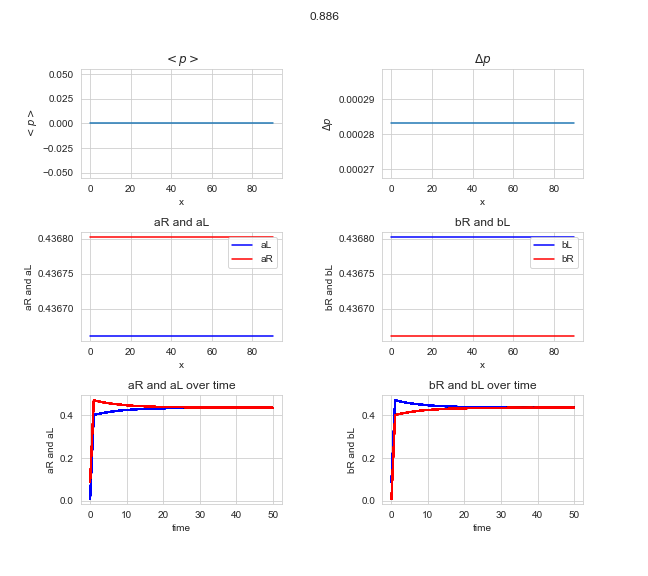 0.886
< p >
Δp
0.050
0.025
0.000
−0.025
−0.050
< p >
0 20 40 60 80
x
0.00029
0.00028
0.00027
Δp
0 20 40 60 80
x
aR and aL
bR and bL
0.43680
0.43675
0.43670
aR and aL
aL
aR
0 20 40 60 80
x
0.43680
0.43675
0.43670
bR and bL
bL
bR
0 20 40 60 80
x
aR and aL over time
bR and bL over time
0.4
0.2
0.0
aR and aL
0 10 20 30 40 50
time
0.4
0.2
0.0
bR and bL
0 10 20 30 40 50
time